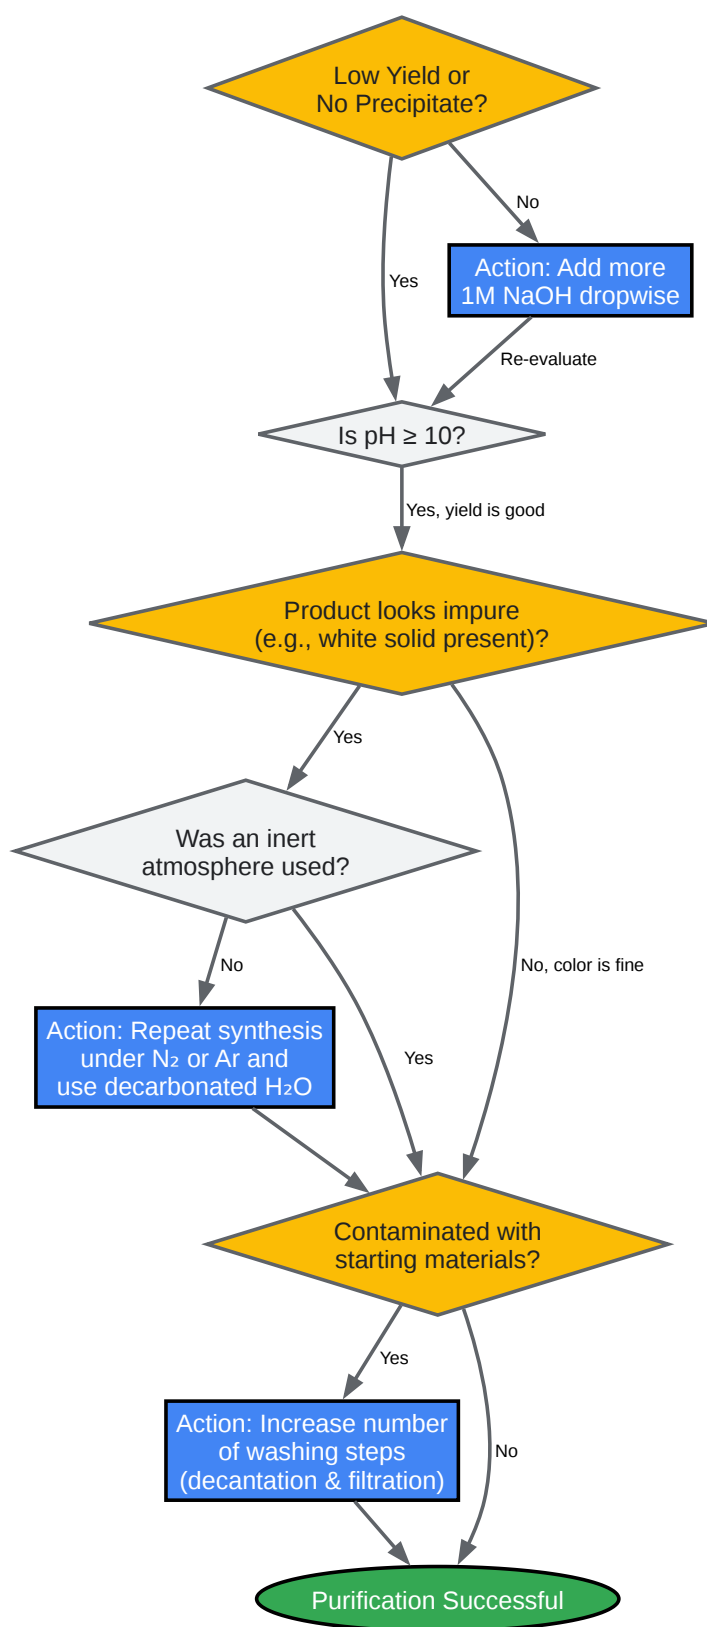 Low Yield or
No Precipitate?
No
Action: Add more
1M NaOH dropwise
Yes
Re-evaluate
Is pH ≥ 10?
Yes, yield is good
Product looks impure
(e.g., white solid present)?
Yes
Was an inert
atmosphere used?
No
No, color is fine
Action: Repeat synthesis
under N₂ or Ar and
use decarbonated H₂O
Yes
Contaminated with
starting materials?
Yes
Action: Increase number
of washing steps
(decantation & filtration)
No
Purification Successful